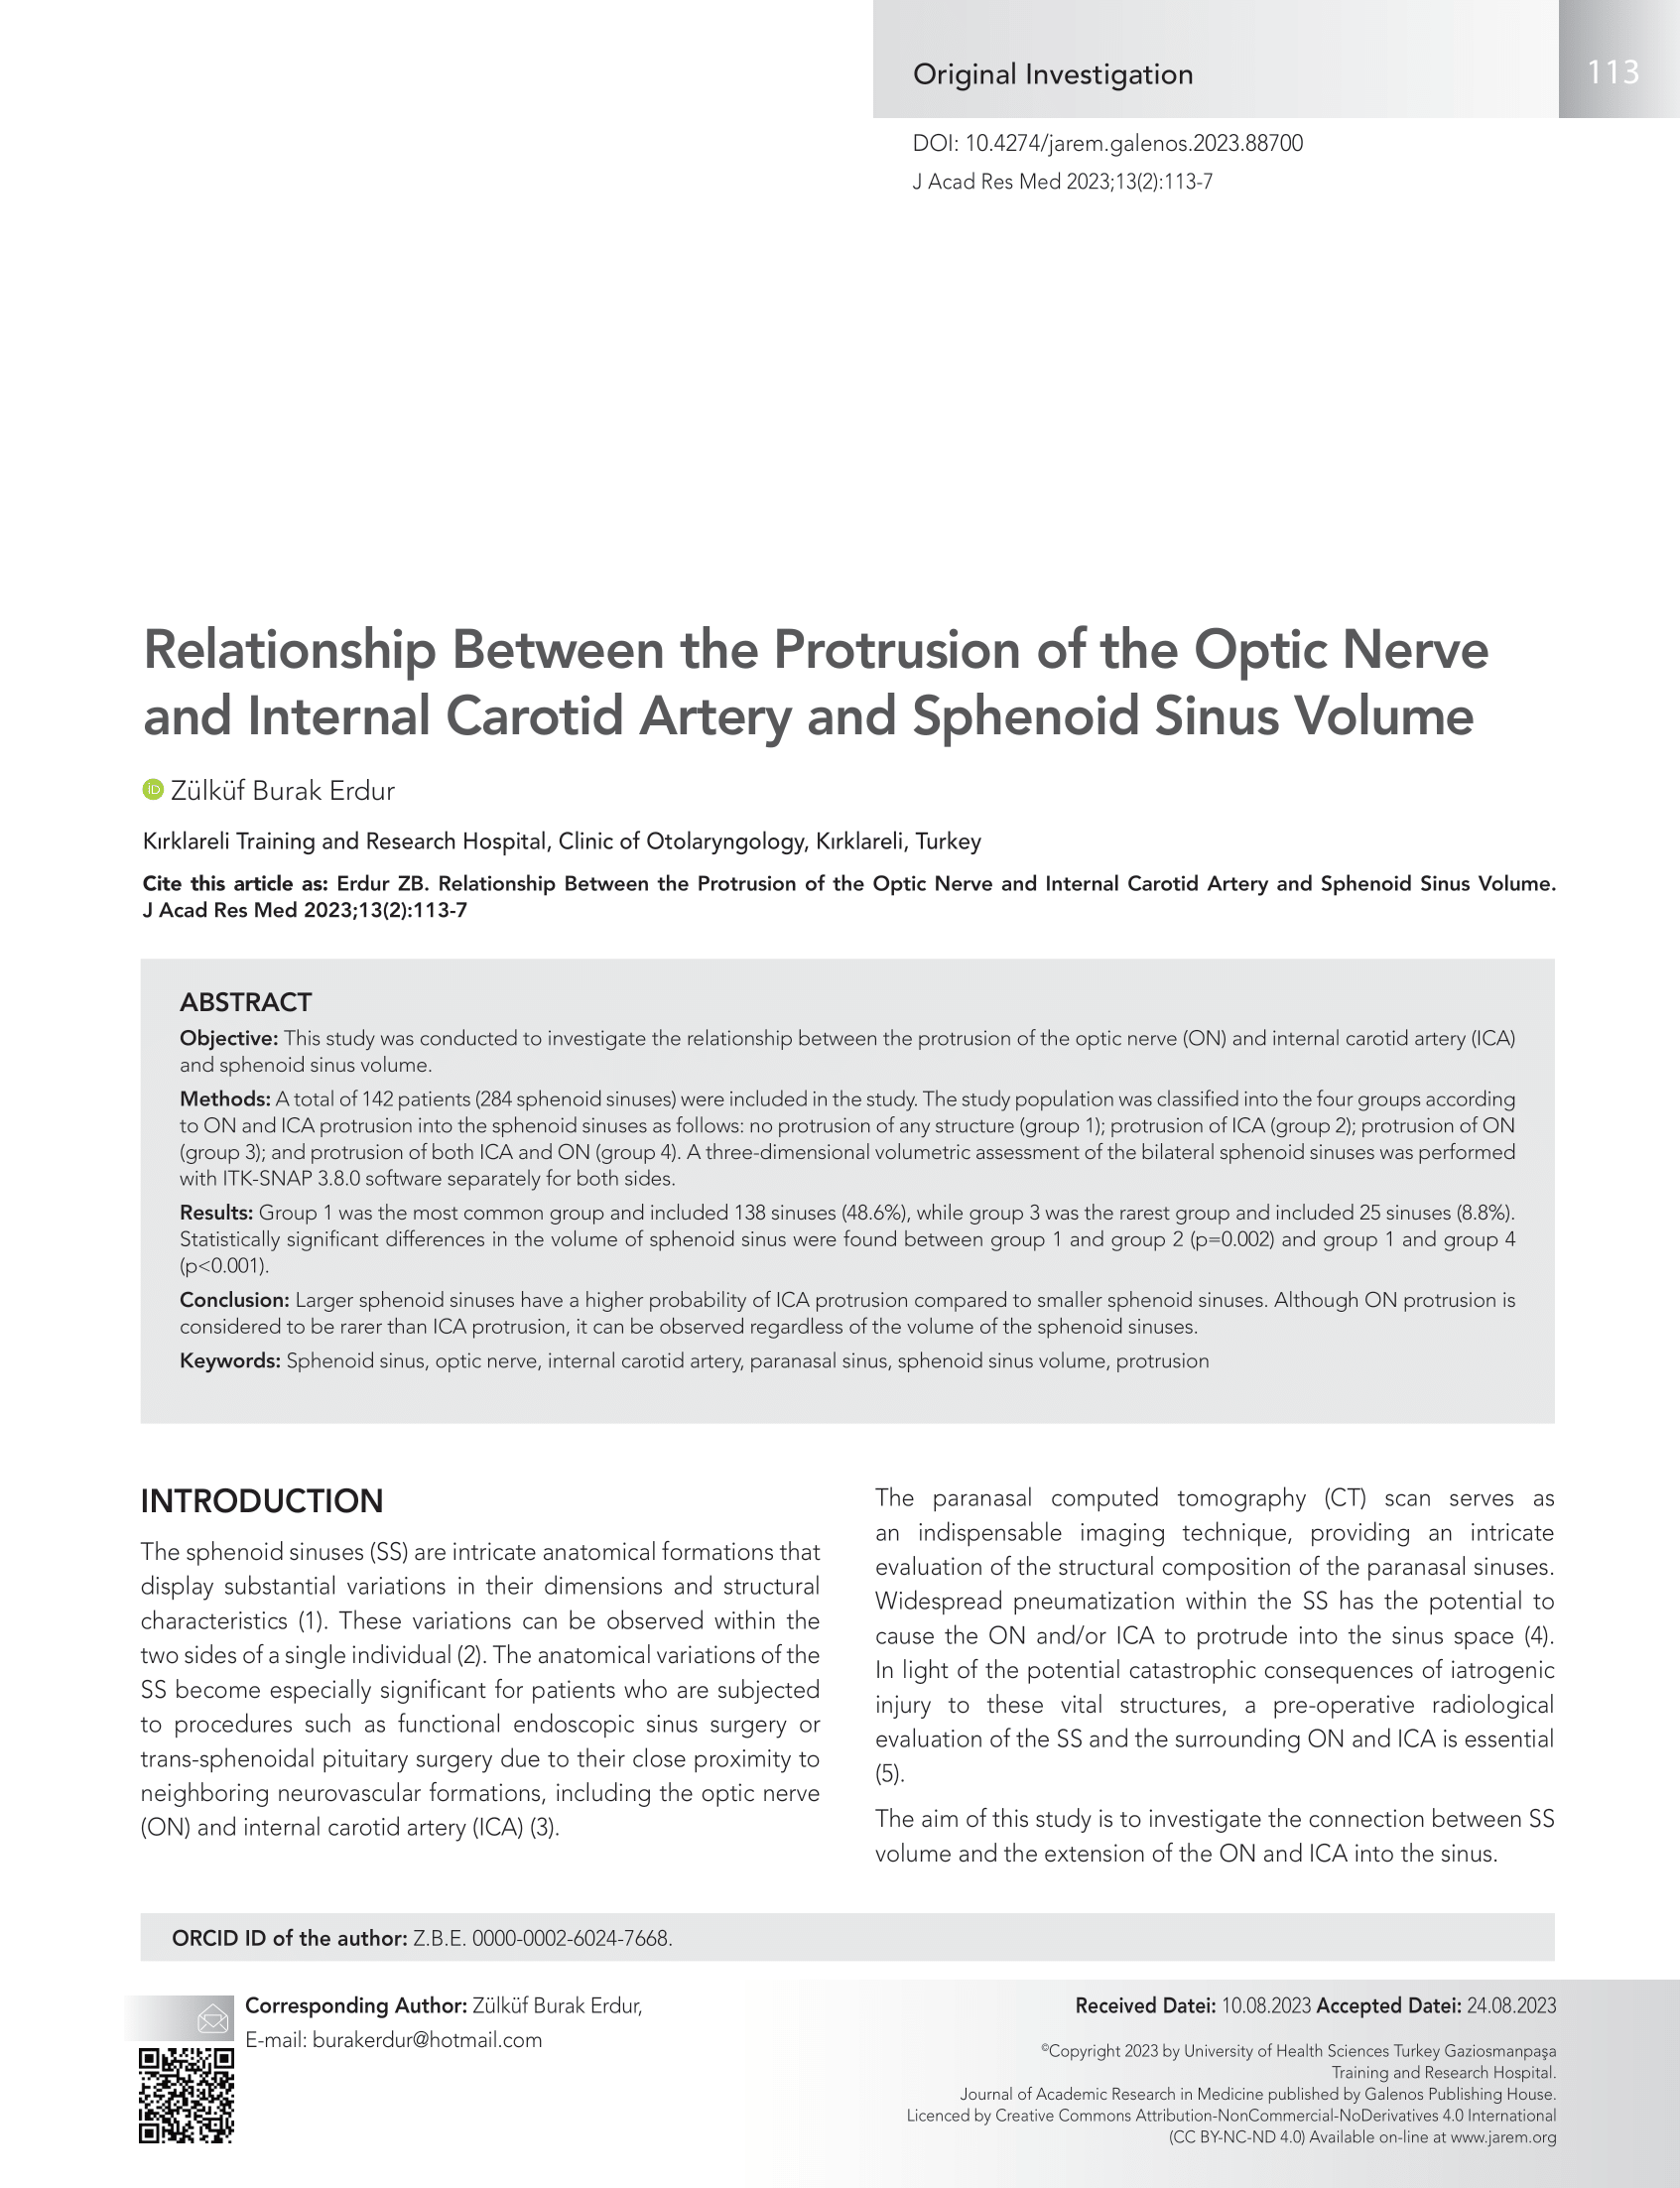 Original Investigation
113
DOI: 10.4274/jarem.galenos.2023.88700
J Acad Res Med 2023;13(2):113-7
Relationship Between the Protrusion of the Optic Nerve
and Internal Carotid Artery and Sphenoid Sinus Volume
iD Zülküf Burak Erdur
Kırklareli Training and Research Hospital, Clinic of Otolaryngology, Kırklareli, Turkey
Cite this article as: Erdur ZB. Relationship Between the Protrusion of the Optic Nerve and Internal Carotid Artery and Sphenoid Sinus Volume.
J Acad Res Med 2023;13(2):113-7
ABSTRACT
Objective: This study was conducted to investigate the relationship between the protrusion of the optic nerve (ON) and internal carotid artery (ICA)
and sphenoid sinus volume.
Methods: A total of 142 patients (284 sphenoid sinuses) were included in the study. The study population was classified into the four groups according
to ON and ICA protrusion into the sphenoid sinuses as follows: no protrusion of any structure (group 1); protrusion of ICA (group 2); protrusion of ON
(group 3); and protrusion of both ICA and ON (group 4). A three-dimensional volumetric assessment of the bilateral sphenoid sinuses was performed
with ITK-SNAP 3.8.0 software separately for both sides.
Results: Group 1 was the most common group and included 138 sinuses (48.6%), while group 3 was the rarest group and included 25 sinuses (8.8%).
Statistically significant differences in the volume of sphenoid sinus were found between group 1 and group 2 (p=0.002) and group 1 and group 4
(p<0.001).
Conclusion: Larger sphenoid sinuses have a higher probability of ICA protrusion compared to smaller sphenoid sinuses. Although ON protrusion is
considered to be rarer than ICA protrusion, it can be observed regardless of the volume of the sphenoid sinuses.
Keywords: Sphenoid sinus, optic nerve, internal carotid artery, paranasal sinus, sphenoid sinus volume, protrusion
INTRODUCTION
The sphenoid sinuses (SS) are intricate anatomical formations that
display substantial variations in their dimensions and structural
characteristics (1). These variations can be observed within the
two sides of a single individual (2). The anatomical variations of the
SS become especially significant for patients who are subjected
to procedures such as functional endoscopic sinus surgery or
trans-sphenoidal pituitary surgery due to their close proximity to
neighboring neurovascular formations, including the optic nerve
(ON) and internal carotid artery (ICA) (3).
The paranasal computed tomography (CT) scan serves as
an indispensable imaging technique, providing an intricate
evaluation of the structural composition of the paranasal sinuses.
Widespread pneumatization within the SS has the potential to
cause the ON and/or ICA to protrude into the sinus space (4).
In light of the potential catastrophic consequences of iatrogenic
injury to these vital structures, a pre-operative radiological
evaluation of the SS and the surrounding ON and ICA is essential
(5).
The aim of this study is to investigate the connection between SS
volume and the extension of the ON and ICA into the sinus.
ORCID ID of the author: Z.B.E. 0000-0002-6024-7668.
Corresponding Author: Zülküf Burak Erdur,
E-mail: burakerdur@hotmail.com
Received Datei: 10.08.2023 Accepted Datei: 24.08.2023
©Copyright 2023 by University of Health Sciences Turkey Gaziosmanpaşa
Training and Research Hospital.
Journal of Academic Research in Medicine published by Galenos Publishing House.
Licenced by Creative Commons Attribution-NonCommercial-NoDerivatives 4.0 International
(CC BY-NC-ND 4.0) Available on-line at www.jarem.org